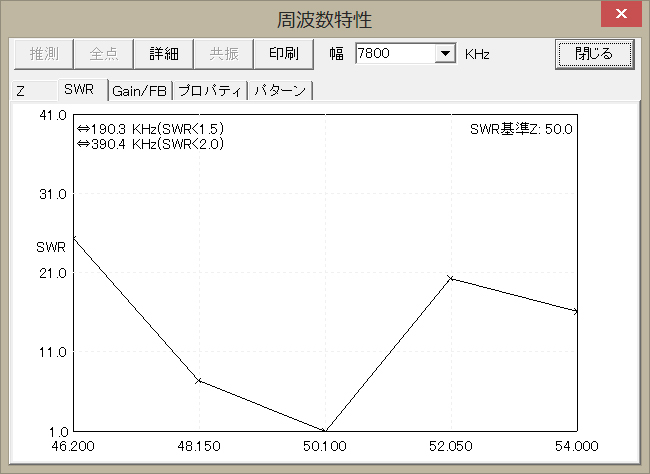 周波数特性
推測 全点 詳細 共振 印刷 幅 7800 KHz 閉じる
Z SWR Gain/FB プロパティ パターン
41.0
⇔190.3 KHz(SWR<1.5) SWR基準Z: 50.0
⇔390.4 KHz(SWR<2.0)
31.0
SWR
21.0
11.0
1.0
46.200 48.150 50.100 52.050 54.000